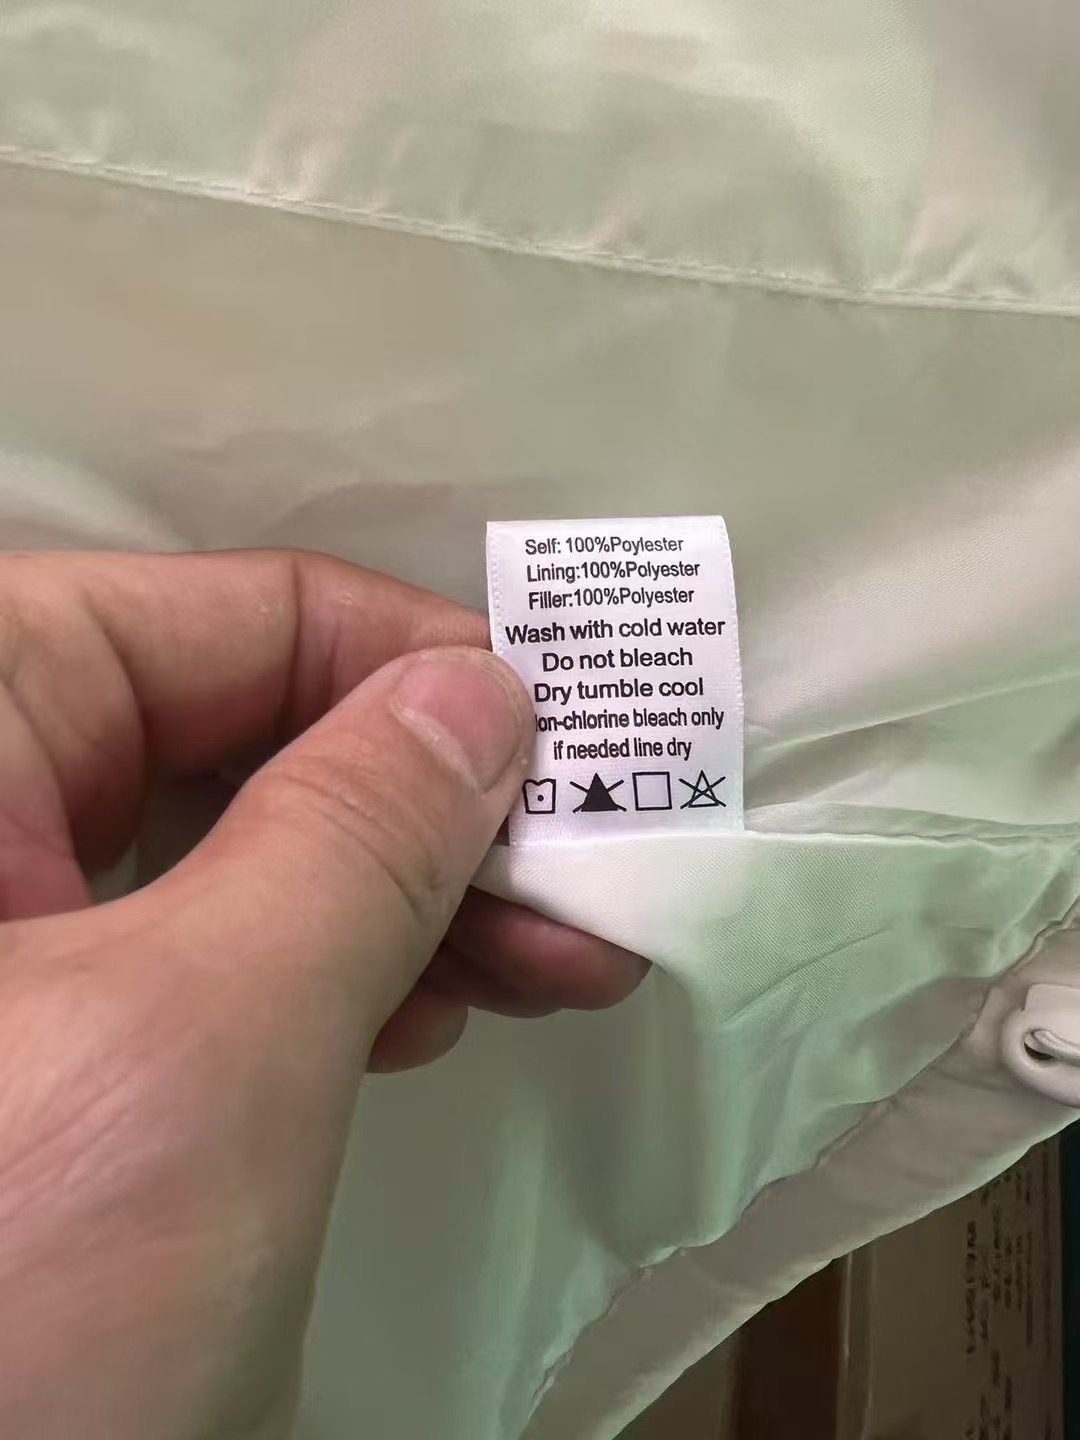 Self: 100%Poylester
Lining:100%Polyester
Filler:100%Polyester
Wash with cold water
Do not bleach
Dry tumble cool
on-chlorine bleach only
if needed line dry